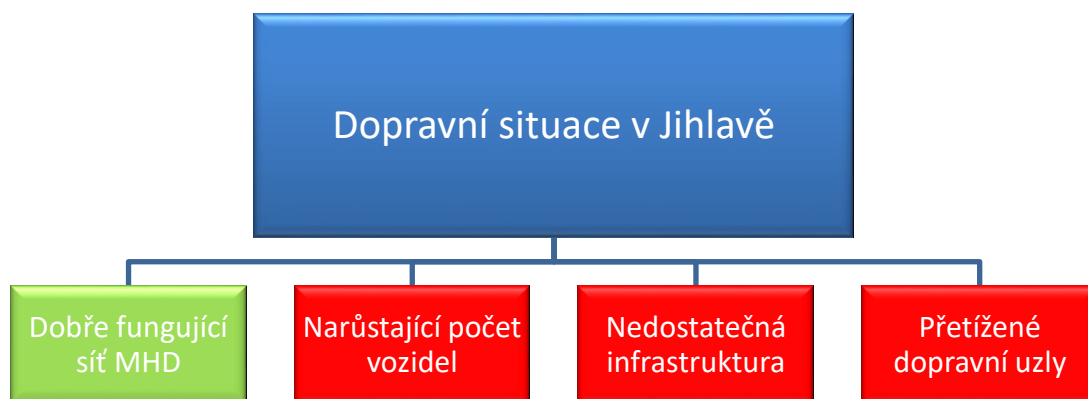 Dopravní situace v Jihlavě
Dobře fungující
síť MHD
Narůstající počet
vozidel
Nedostatečná
infrastruktura
Přetížené
dopravní uzly